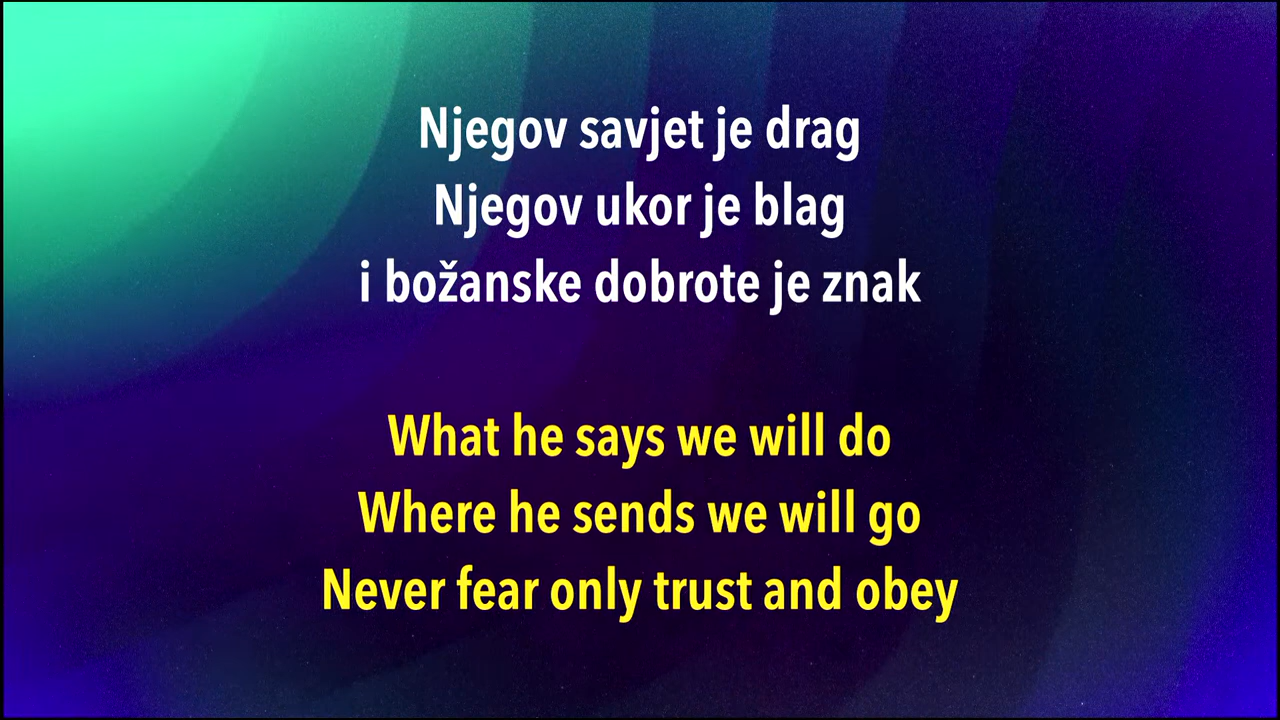 Njegov savjet je drag
Njegov ukor je blag
i božanske dobrote je znak
What he says we will do
Where he sends we will go
Never fear only trust and obey